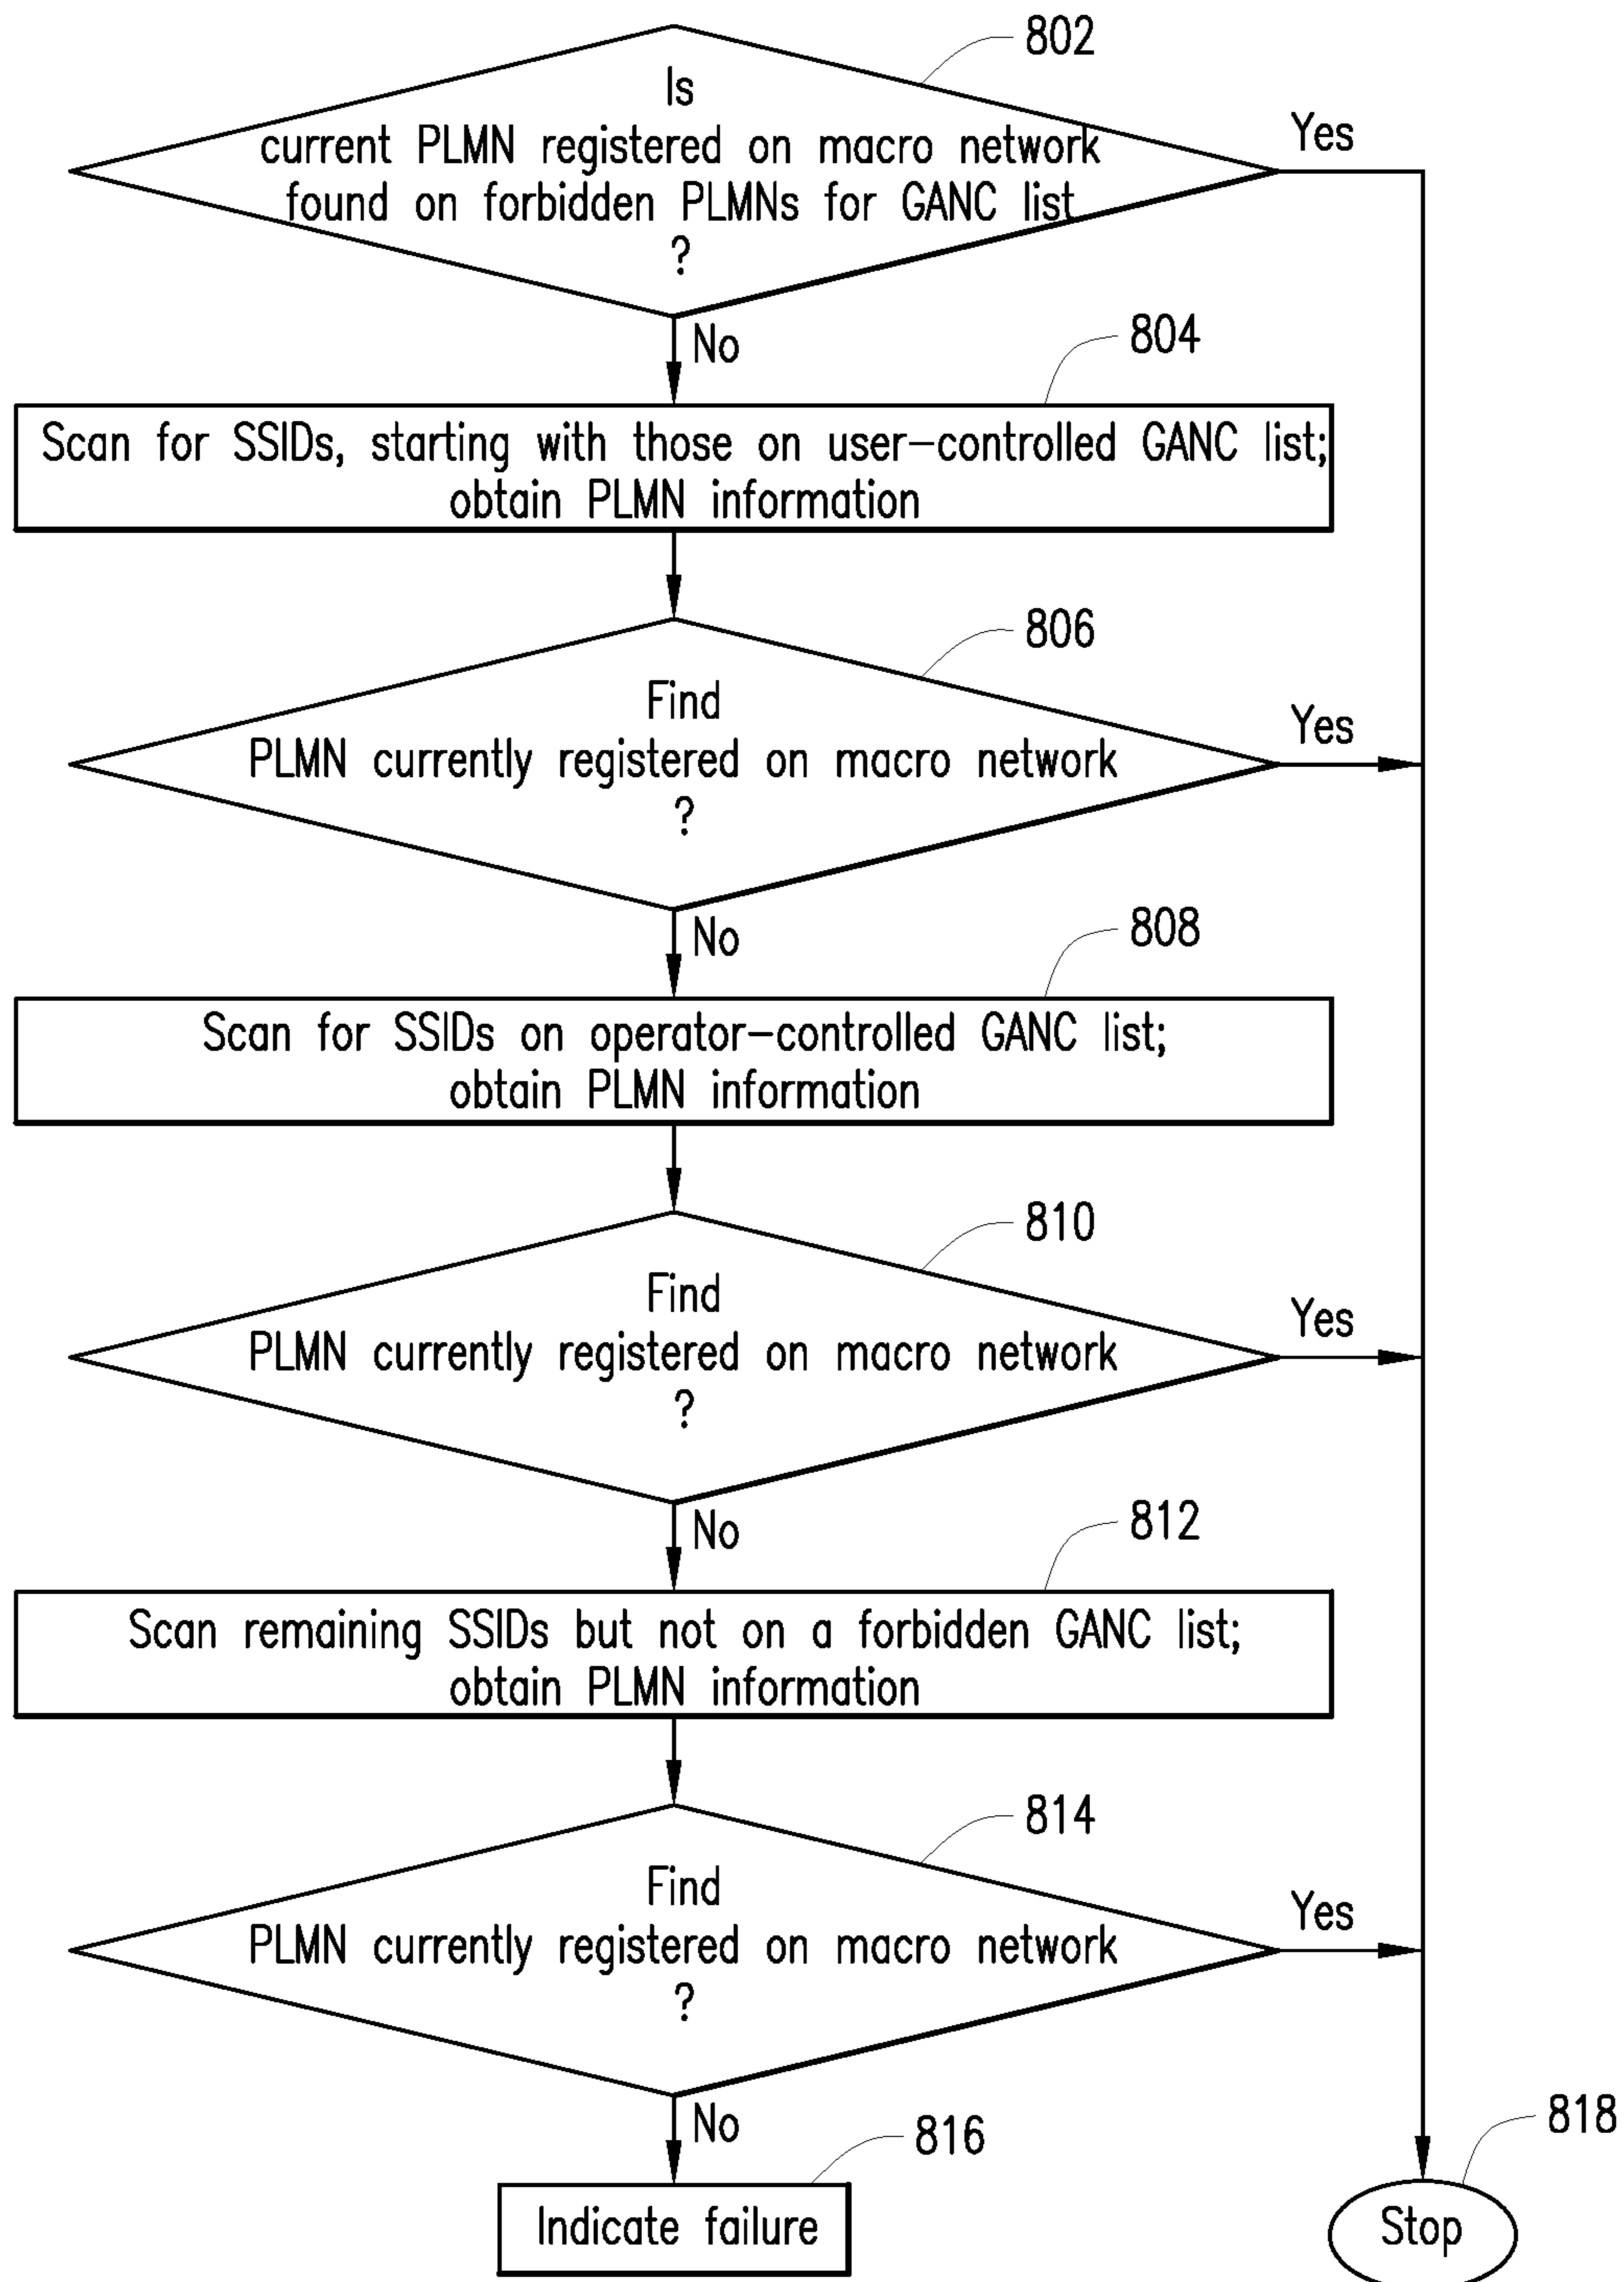 802
Is
current PLMN registered on macro network
found on forbidden PLMNs for GANC list
?
Yes
No
804
Scan for SSIDs, starting with those on user-controlled GANC list;
obtain PLMN information
806
Find
PLMN currently registered on macro network
?
Yes
No
808
Scan for SSIDs on operator-controlled GANC list;
obtain PLMN information
810
Find
PLMN currently registered on macro network
?
Yes
No
812
Scan remaining SSIDs but not on a forbidden GANC list;
obtain PLMN information
814
Find
PLMN currently registered on macro network
?
Yes
No
816
Indicate failure
818
Stop